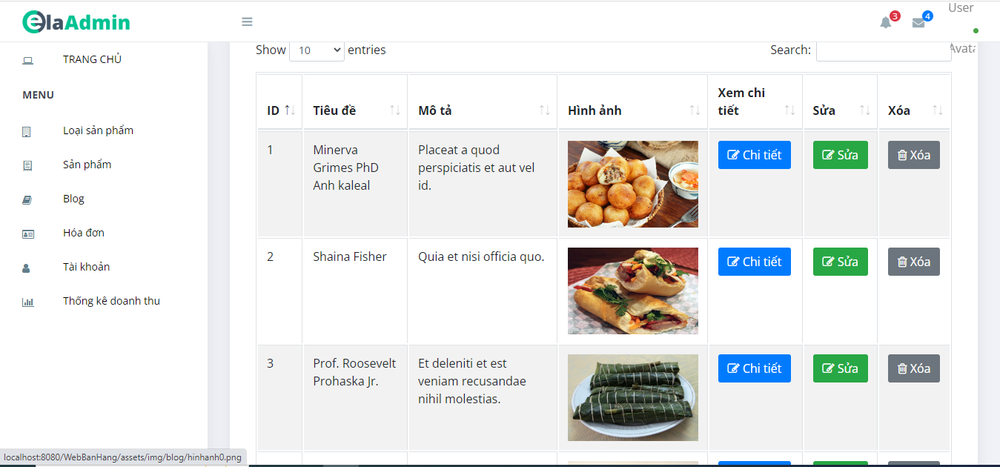 elaAdmin
3
4
User
Avata
TRANG CHỦ
MENU
Loại sản phẩm
Sản phẩm
Blog
Hóa đơn
Tài khoản
Thống kê doanh thu
Show 10 entries
Search:
ID Tiêu đề Mô tả Hình ảnh Xem chi tiết Sửa Xóa
1 Minerva Placeat a quod Chi tiết Sửa Xóa
Grimes PhD perspiciatis et aut vel
Anh kaleal id.
2 Shaina Fisher Quia et nisi officia quo. Chi tiết Sửa Xóa
3 Prof. Roosevelt Et deleniti et est Chi tiết Sửa Xóa
Prohaska Jr. veniam recusandae
nihil molestias.
localhost:8080/WebBanHang/assets/img/blog/hinhanh0.png